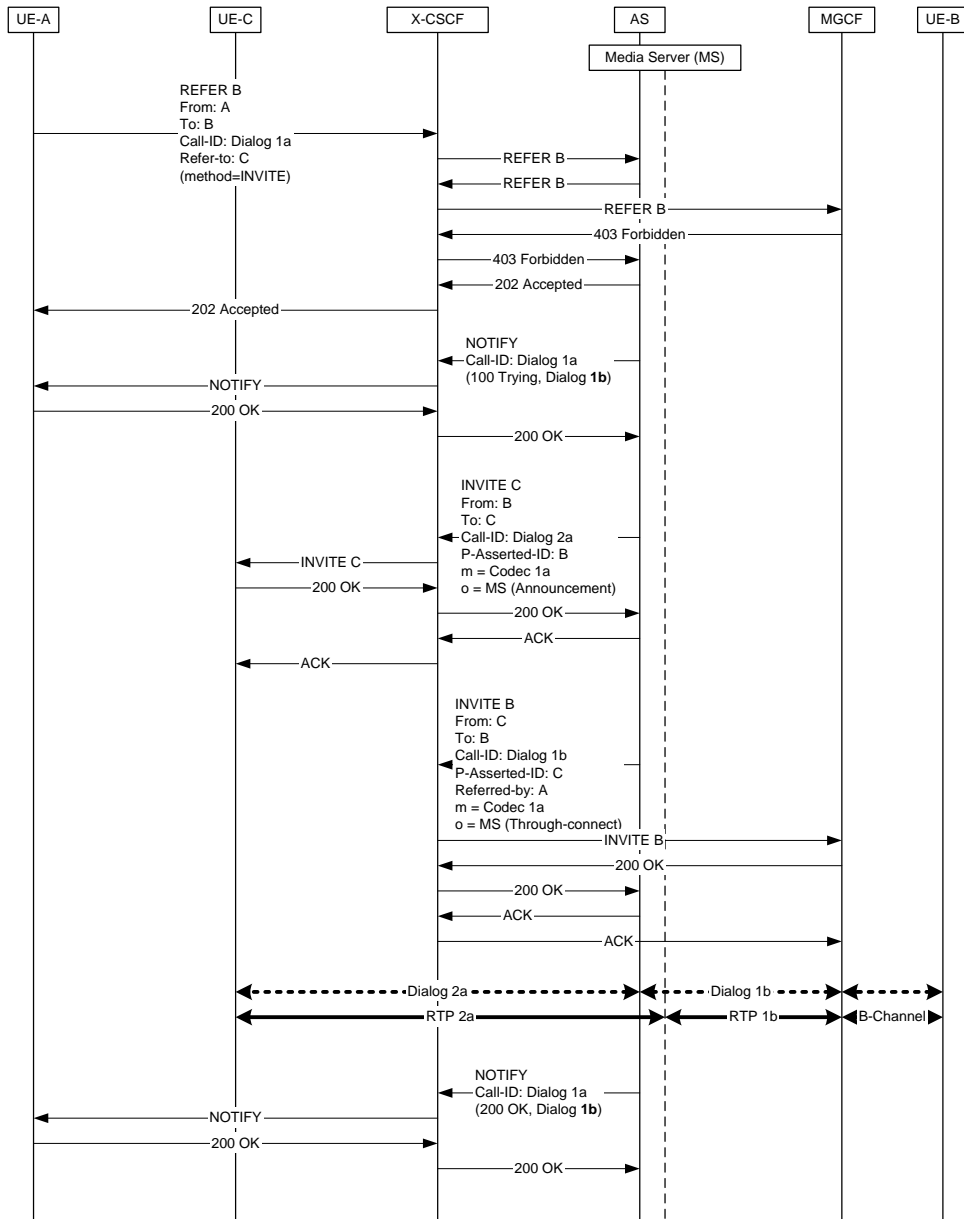 UE-A
UE-C
X-CSCF
AS
MGCF
UE-B
Media Server (MS)
REFER B
From: A
To: B
Call-ID: Dialog 1a
Refer-to: C
(method=INVITE)
REFER B
REFER B
REFER B
403 Forbidden
403 Forbidden
202 Accepted
202 Accepted
NOTIFY
Call-ID: Dialog 1a
(100 Trying, Dialog 1b)
NOTIFY
200 OK
200 OK
INVITE C
From: B
To: C
Call-ID: Dialog 2a
P-Asserted-ID: B
m = Codec 1a
o = MS (Announcement)
INVITE C
200 OK
200 OK
ACK
ACK
INVITE B
From: C
To: B
Call-ID: Dialog 1b
P-Asserted-ID: C
Referred-by: A
m = Codec 1a
o = MS (Through-connect)
INVITE B
200 OK
200 OK
ACK
ACK
Dialog 2a
Dialog 1b
RTP 2a
RTP 1b
B-Channel
NOTIFY
Call-ID: Dialog 1a
(200 OK, Dialog 1b)
NOTIFY
200 OK
200 OK